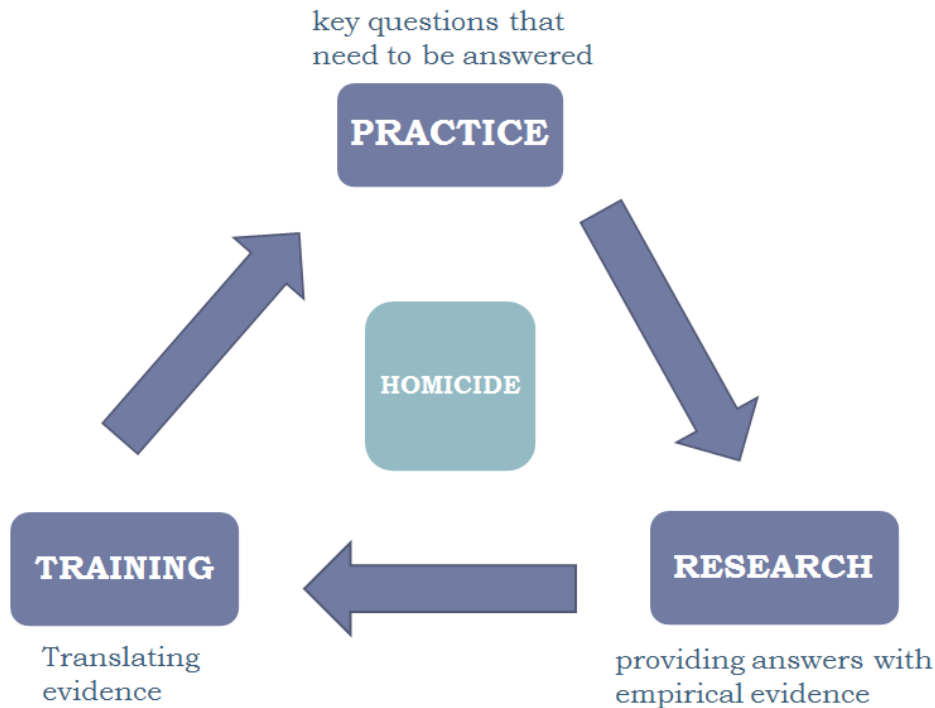 key questions that
need to be answered
PRACTICE
HOMICIDE
TRAINING
RESEARCH
Translating
evidence
providing answers with
empirical evidence